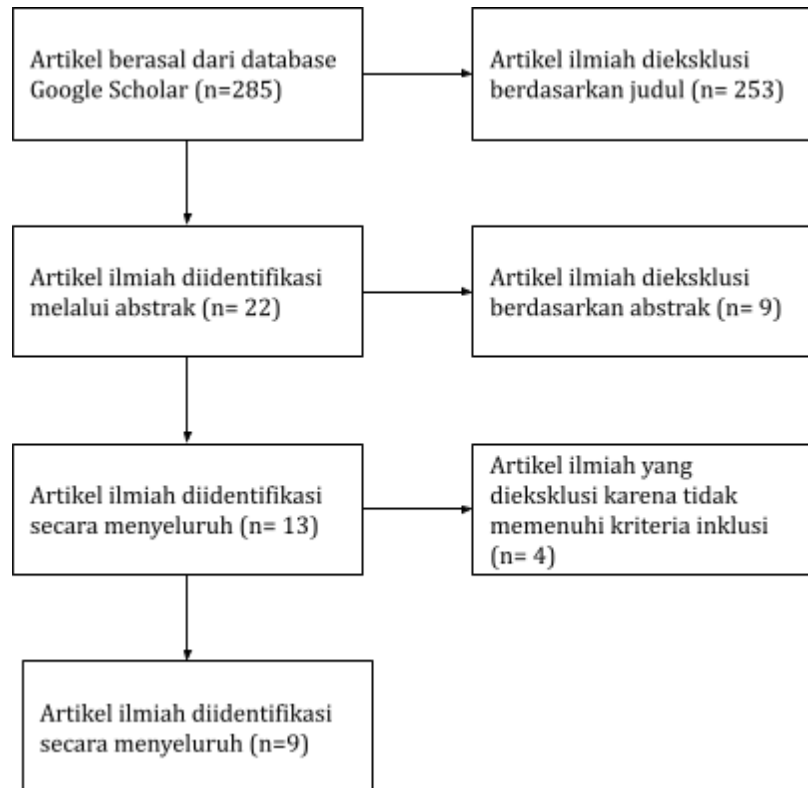 Artikel berasal dari database
Google Scholar (n=285)
Artikel ilmiah dieksklusi
berdasarkan judul (n= 253)
Artikel ilmiah diidentifikasi
melalui abstrak (n= 22)
Artikel ilmiah dieksklusi
berdasarkan abstrak (n= 9)
Artikel ilmiah diidentifikasi
secara menyeluruh (n= 13)
Artikel ilmiah yang
dieksklusi karena tidak
memenuhi kriteria inklusi
(n= 4)
Artikel ilmiah diidentifikasi
secara menyeluruh (n=9)